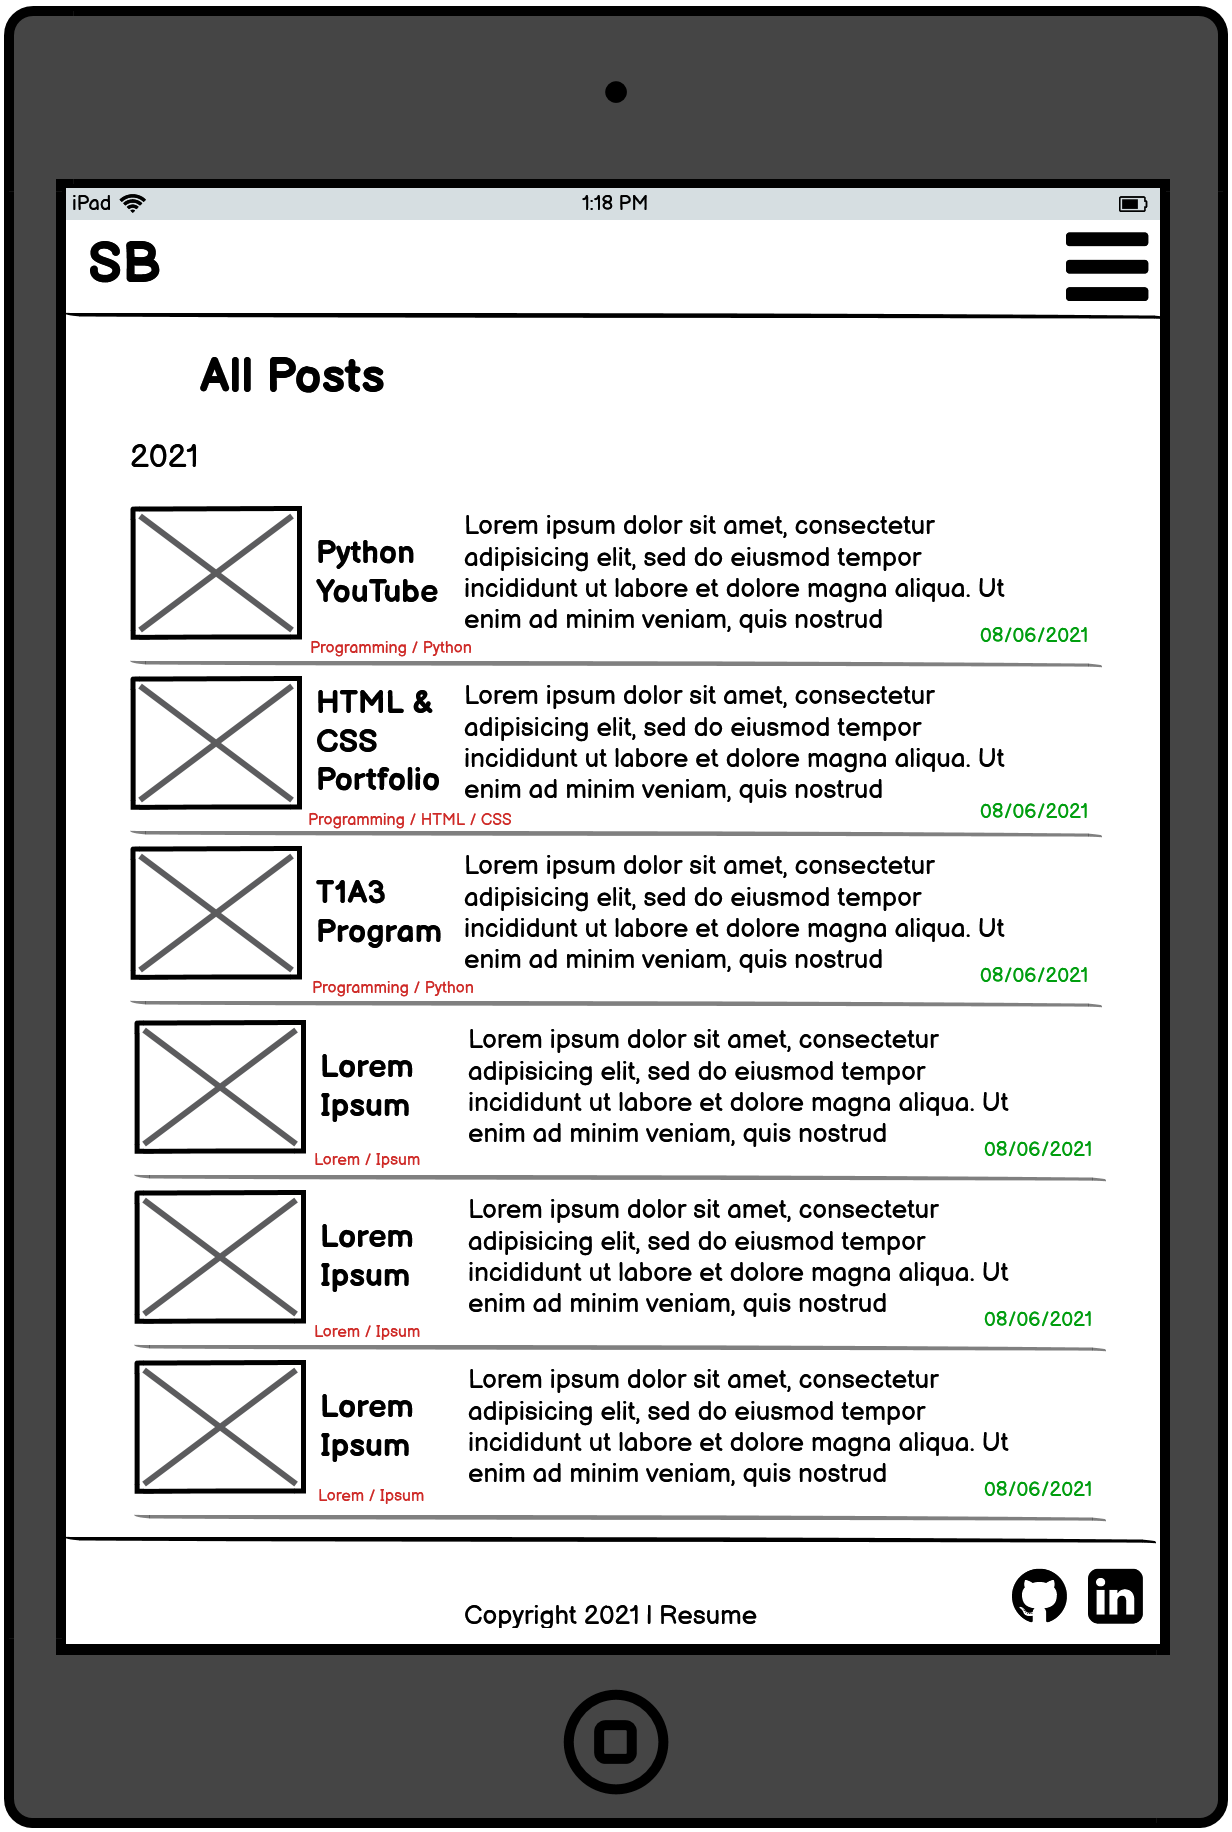 iPad 1:18 PM
SB
All Posts
2021
Python
YouTube
Lorem ipsum dolor sit amet, consectetur
adipisicing elit, sed do eiusmod tempor
incididunt ut labore et dolore magna aliqua. Ut
enim ad minim veniam, quis nostrud
Programming / Python
08/06/2021
HTML &
CSS
Portfolio
Lorem ipsum dolor sit amet, consectetur
adipisicing elit, sed do eiusmod tempor
incididunt ut labore et dolore magna aliqua. Ut
enim ad minim veniam, quis nostrud
Programming / HTML / CSS
08/06/2021
T1A3
Program
Lorem ipsum dolor sit amet, consectetur
adipisicing elit, sed do eiusmod tempor
incididunt ut labore et dolore magna aliqua. Ut
enim ad minim veniam, quis nostrud
Programming / Python
08/06/2021
Lorem
Ipsum
Lorem ipsum dolor sit amet, consectetur
adipisicing elit, sed do eiusmod tempor
incididunt ut labore et dolore magna aliqua. Ut
enim ad minim veniam, quis nostrud
Lorem / Ipsum
08/06/2021
Lorem
Ipsum
Lorem ipsum dolor sit amet, consectetur
adipisicing elit, sed do eiusmod tempor
incididunt ut labore et dolore magna aliqua. Ut
enim ad minim veniam, quis nostrud
Lorem / Ipsum
08/06/2021
Lorem
Ipsum
Lorem ipsum dolor sit amet, consectetur
adipisicing elit, sed do eiusmod tempor
incididunt ut labore et dolore magna aliqua. Ut
enim ad minim veniam, quis nostrud
Lorem / Ipsum
08/06/2021
Copyright 2021 | Resume
in